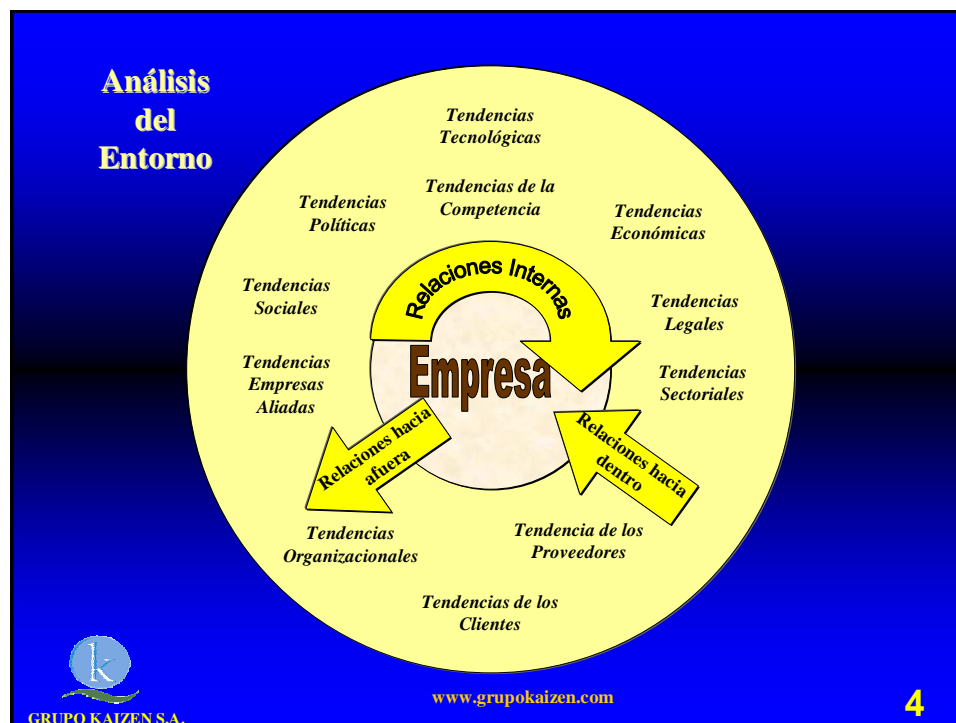 Análisis
del
Entorno
Tendencias
Tecnológicas
Tendencias de la
Competencia
Tendencias
Políticas
Tendencias
Económicas
Tendencias
Sociales
Relaciones Internas
Tendencias
Legales
Tendencias
Empresas
Aliadas
Empresa
Tendencias
Sectoriales
Relaciones hacia
afuera
Relaciones hacia
dentro
Tendencias
Organizacionales
Tendencia de los
Proveedores
Tendencias de los
Clientes
k
GRUPO KAIZEN S.A.
www.grupokaizen.com
4